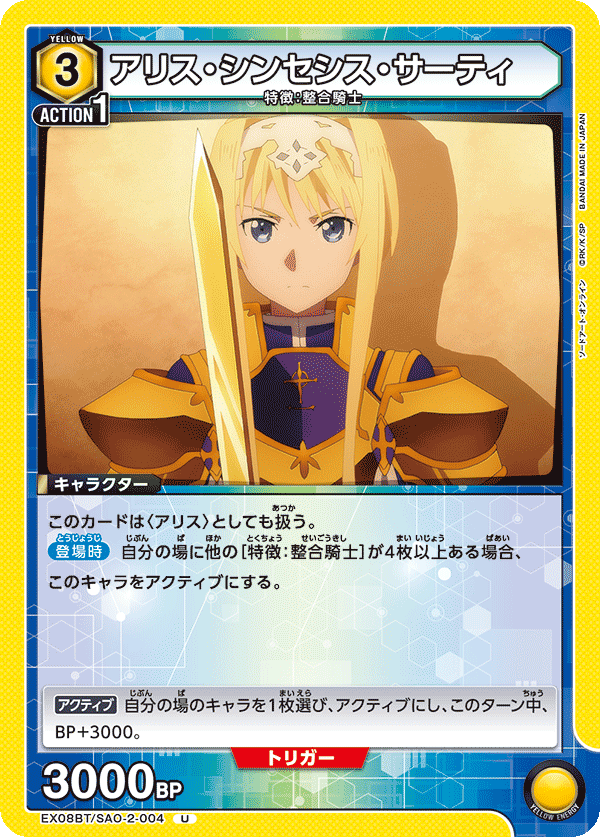 YELLOW
3
アリス・シンセシス・サーティ
特徴:整合騎士
ACTION 1
BANDAI MADE IN JAPAN
©RK/K/SP
ソードアート・オンライン
キャラクター
このカードは〈アリス〉としても扱う。
登場時 自分の場に他の[特徴:整合騎士]が4枚以上ある場合、
このキャラをアクティブにする。
アクティブ 自分の場のキャラを1枚選び、アクティブにし、このターン中、
BP+3000。
トリガー
3000BP
YELLOW ENERGY
EX08BT/SAO-2-004 U